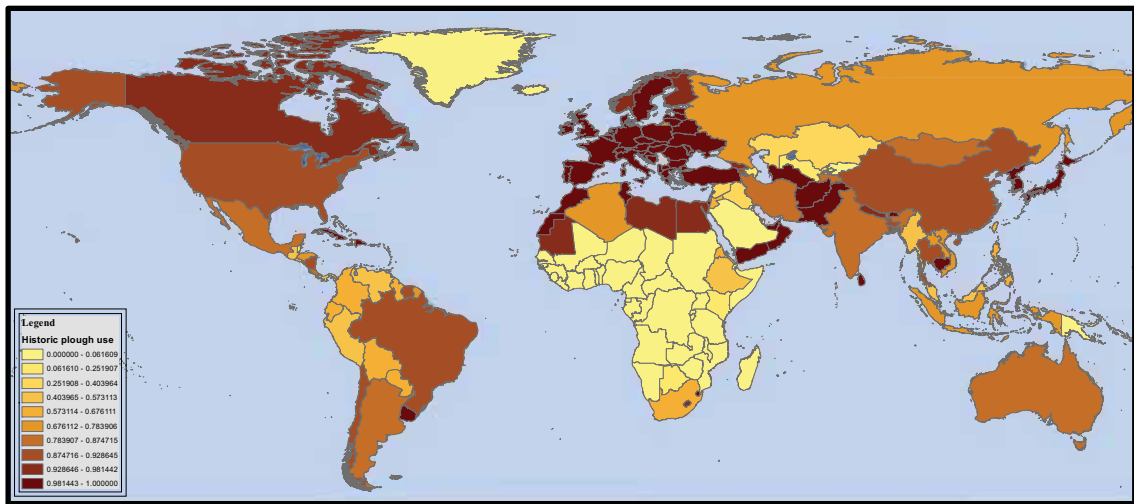 Legend
Historic plough use
0.000000 - 0.061609
0.061610 - 0.251907
0.251908 - 0.403964
0.403965 - 0.573113
0.573114 - 0.676111
0.676112 - 0.783906
0.783907 - 0.874715
0.874716 - 0.928645
0.928646 - 0.981442
0.981443 - 1.000000